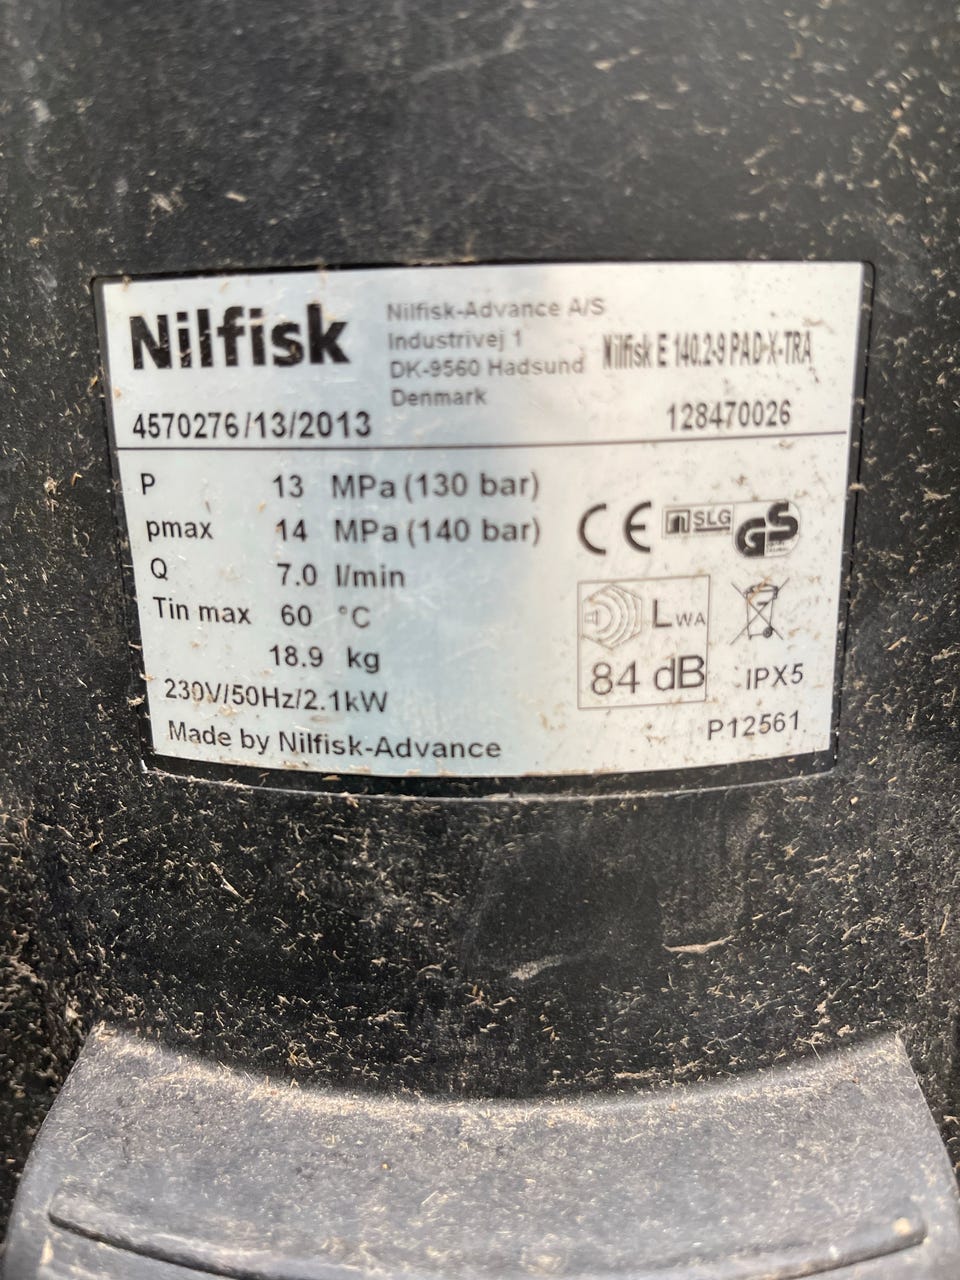 Nilfisk
Nilfisk-Advance A/S
Industrivej 1
DK-9560 Hadsund
Denmark
Nilfisk E 140.2-9 PAD-X-TRA
4570276/13/2013
128470026
P 13 MPa (130 bar)
pmax 14 MPa (140 bar)
Q 7.0 l/min
Tin max 60 °C
18.9 kg
230V/50Hz/2.1kW
Made by Nilfisk-Advance
CE
SLG
GS
LWA
84 dB
IPX5
P12561